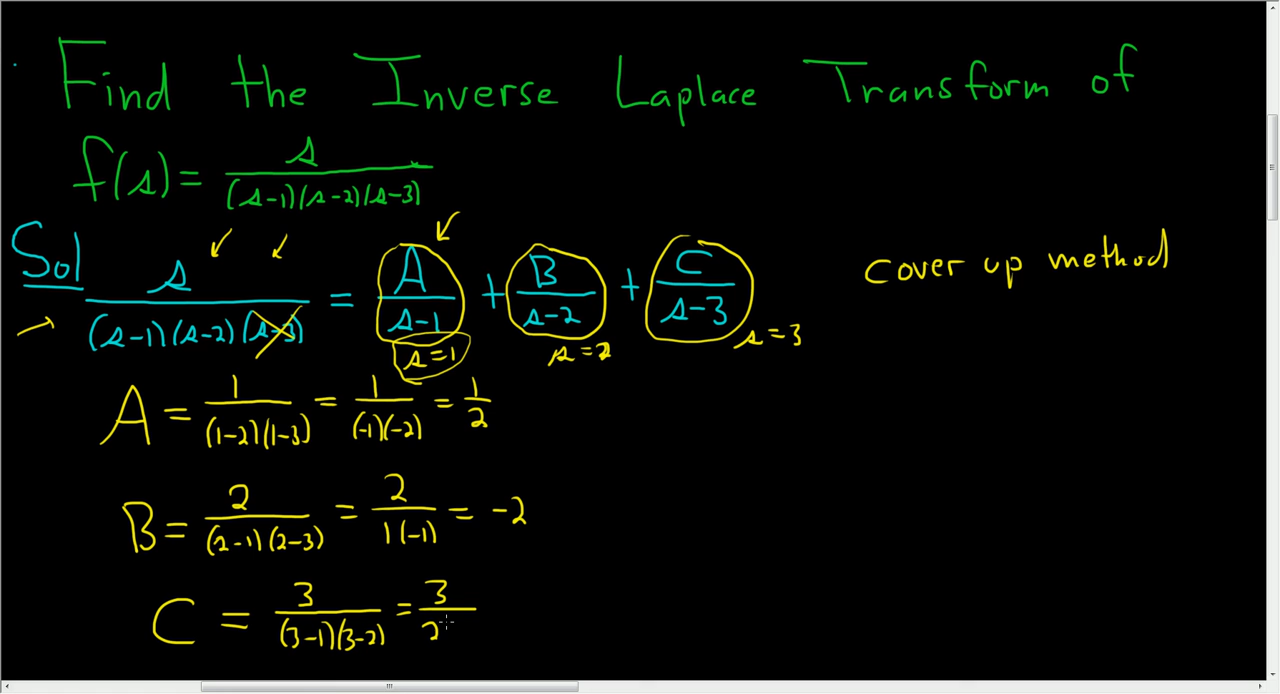 Find the Inverse Laplace Transform of
f(s) = s / (s-1)(s-2)(s-3)
Sol s / (s-1)(s-2)(s-3) = A / s-1 + B / s-2 + C / s-3
cover up method
s=1 s=2 s=3
A = 1 / (1-2)(1-3) = 1 / (-1)(-2) = 1 / 2
B = 2 / (2-1)(2-3) = 2 / 1(-1) = -2
C = 3 / (3-1)(3-2) = 3 / 2